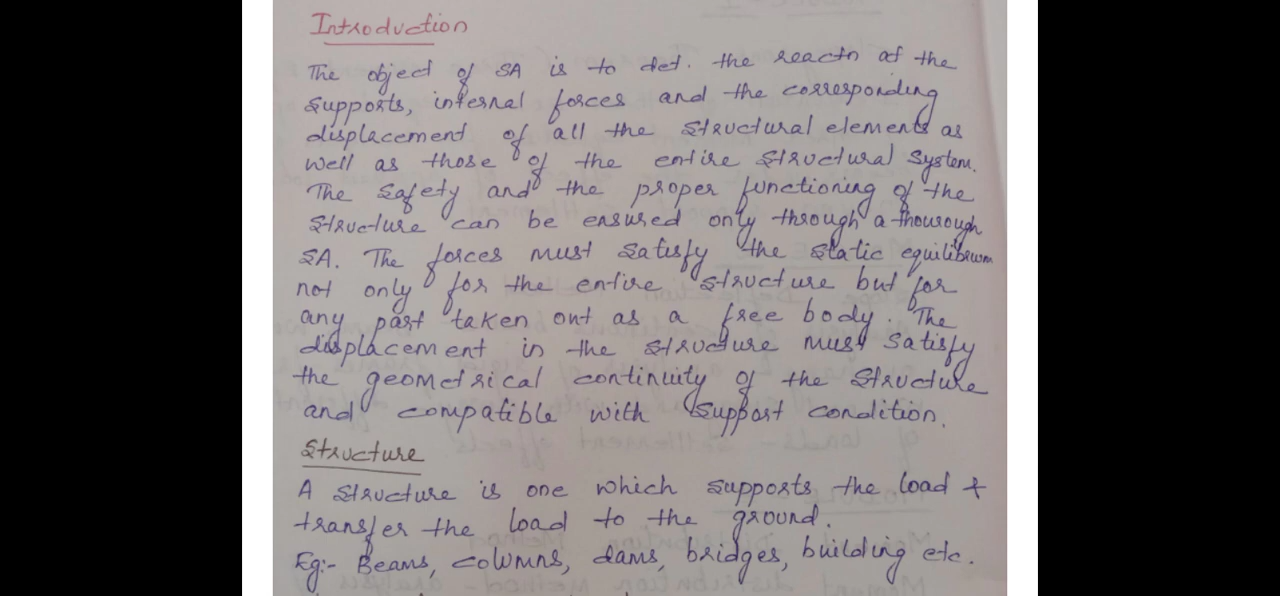 Introduction
The object of SA is to det. the reactn at the
supports, internal forces and the corresponding
displacement of all the structural elements as
well as those of the entire structural system.
The safety and the proper functioning of the
structure can be ensured only through a thourough
SA. The forces must satisfy the static equilibrium
not only for the entire structure but for
any part taken out as a free body. The
displacement in the structure must satisfy
the geometrical continuity of the structure
and compatible with support condition.
Structure
A structure is one which supports the load &
transfer the load to the ground.
Eg:- Beams, columns, dams, bridges, building etc.